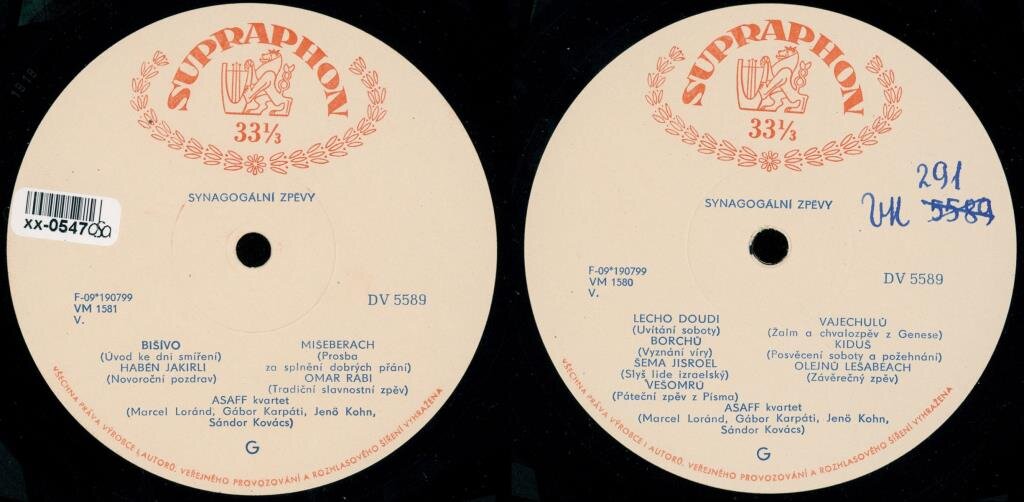 SUPRAPHON
33⅓
SYNAGOGÁLNÍ ZPĚVY
XX-0547
F-09*190799
VM 1581
V.
DV 5589
BIŠÍVO
(Úvod ke dni smíření)
HABÉN JAKIRLI
(Novoroční pozdrav)
MIŠEBERACH
(Prosba
za splnění dobrých přání)
OMAR RABI
(Tradiční slavnostní zpěv)
ASAFF kvartet
(Marcel Loránd, Gábor Karpáti, Jenö Kohn,
Sándor Kovács)
G
VŠECHNA PRÁVA VÝROBCE I AUTORŮ. VEŘEJNÉHO PROVOZOVÁNÍ A ROZHLASOVÉHO ŠÍŘENÍ VYHRAŽENA
SUPRAPHON
33⅓
SYNAGOGÁLNÍ ZPĚVY
291
VM 5589
F-09*190799
VM 1580
V.
DV 5589
LECHO DOUDI
(Uvítání soboty)
BORCHŮ
(Vyznání víry)
ŠEMA JISROEL
(Slyš lide izraelský)
VEŠOMRŮ
(Páteční zpěv z Písma)
VAJECHULŮ
(Žalm a chvalozpěv z Genese)
KIDUŠ
(Posvěcení soboty a požehnání)
OLEJNŮ LEŠABEACH
(Závěrečný zpěv)
ASAFF kvartet
(Marcel Loránd, Gábor Karpáti, Jenö Kohn,
Sándor Kovács)
G
VŠECHNA PRÁVA VÝROBCE I AUTORŮ. VEŘEJNÉHO PROVOZOVÁNÍ A ROZHLASOVÉHO ŠÍŘENÍ VYHRAŽENA